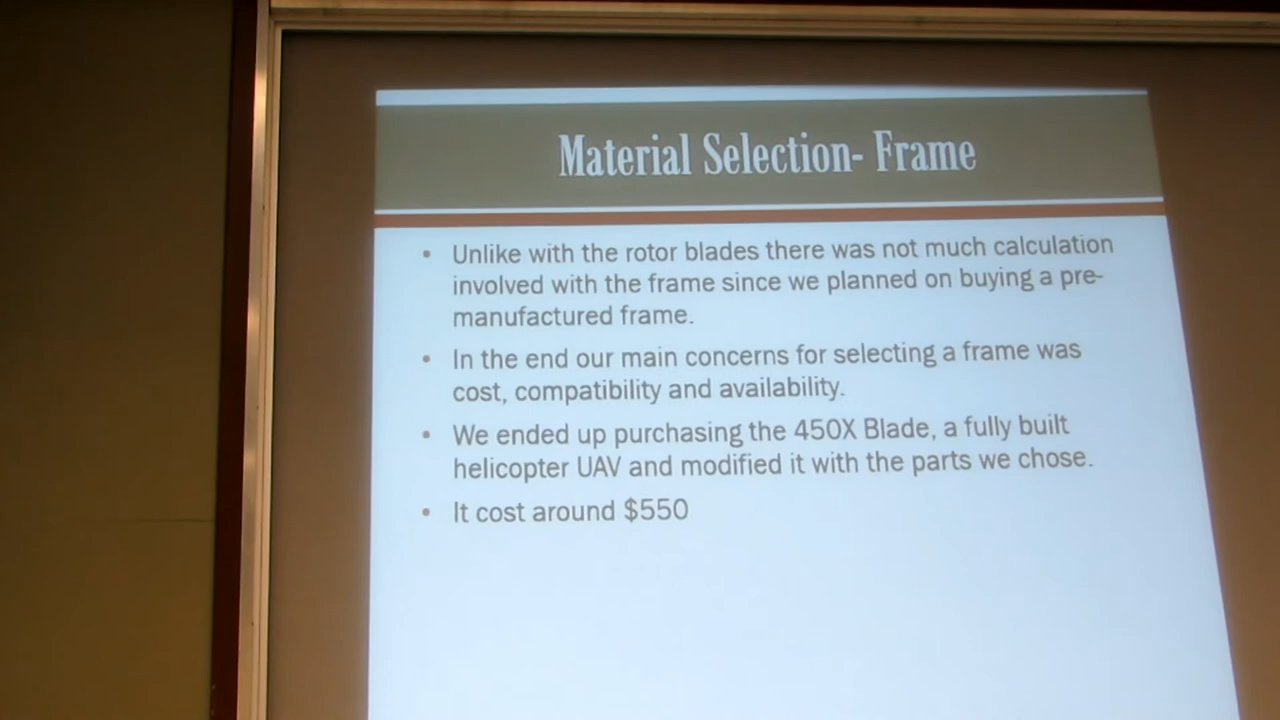 Material Selection- Frame
• Unlike with the rotor blades there was not much calculation
involved with the frame since we planned on buying a pre-
manufactured frame.
• In the end our main concerns for selecting a frame was
cost, compatibility and availability.
• We ended up purchasing the 450X Blade, a fully built
helicopter UAV and modified it with the parts we chose.
• It cost around $550